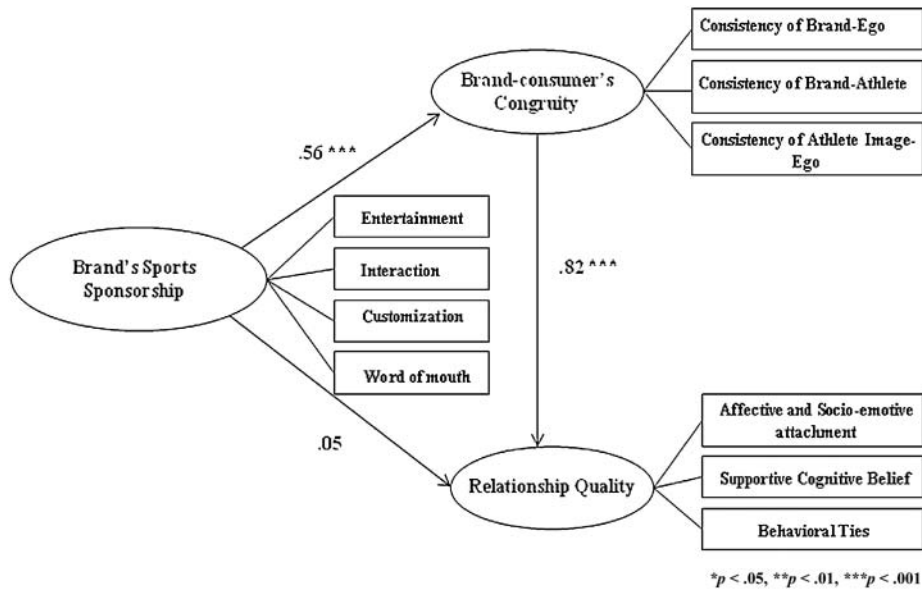 Consistency of Brand-Ego
Brand-consumer's
Congruity
Consistency of Brand-Athlete
Consistency of Athlete Image-
Ego
.56 ***
Entertainment
Brand's Sports
Sponsorship
Interaction
.82 ***
Customization
Word of mouth
.05
Affective and Socio-emotive
attachment
Relationship Quality
Supportive Cognitive Belief
Behavioral Ties
*p < .05, **p < .01, ***p < .001